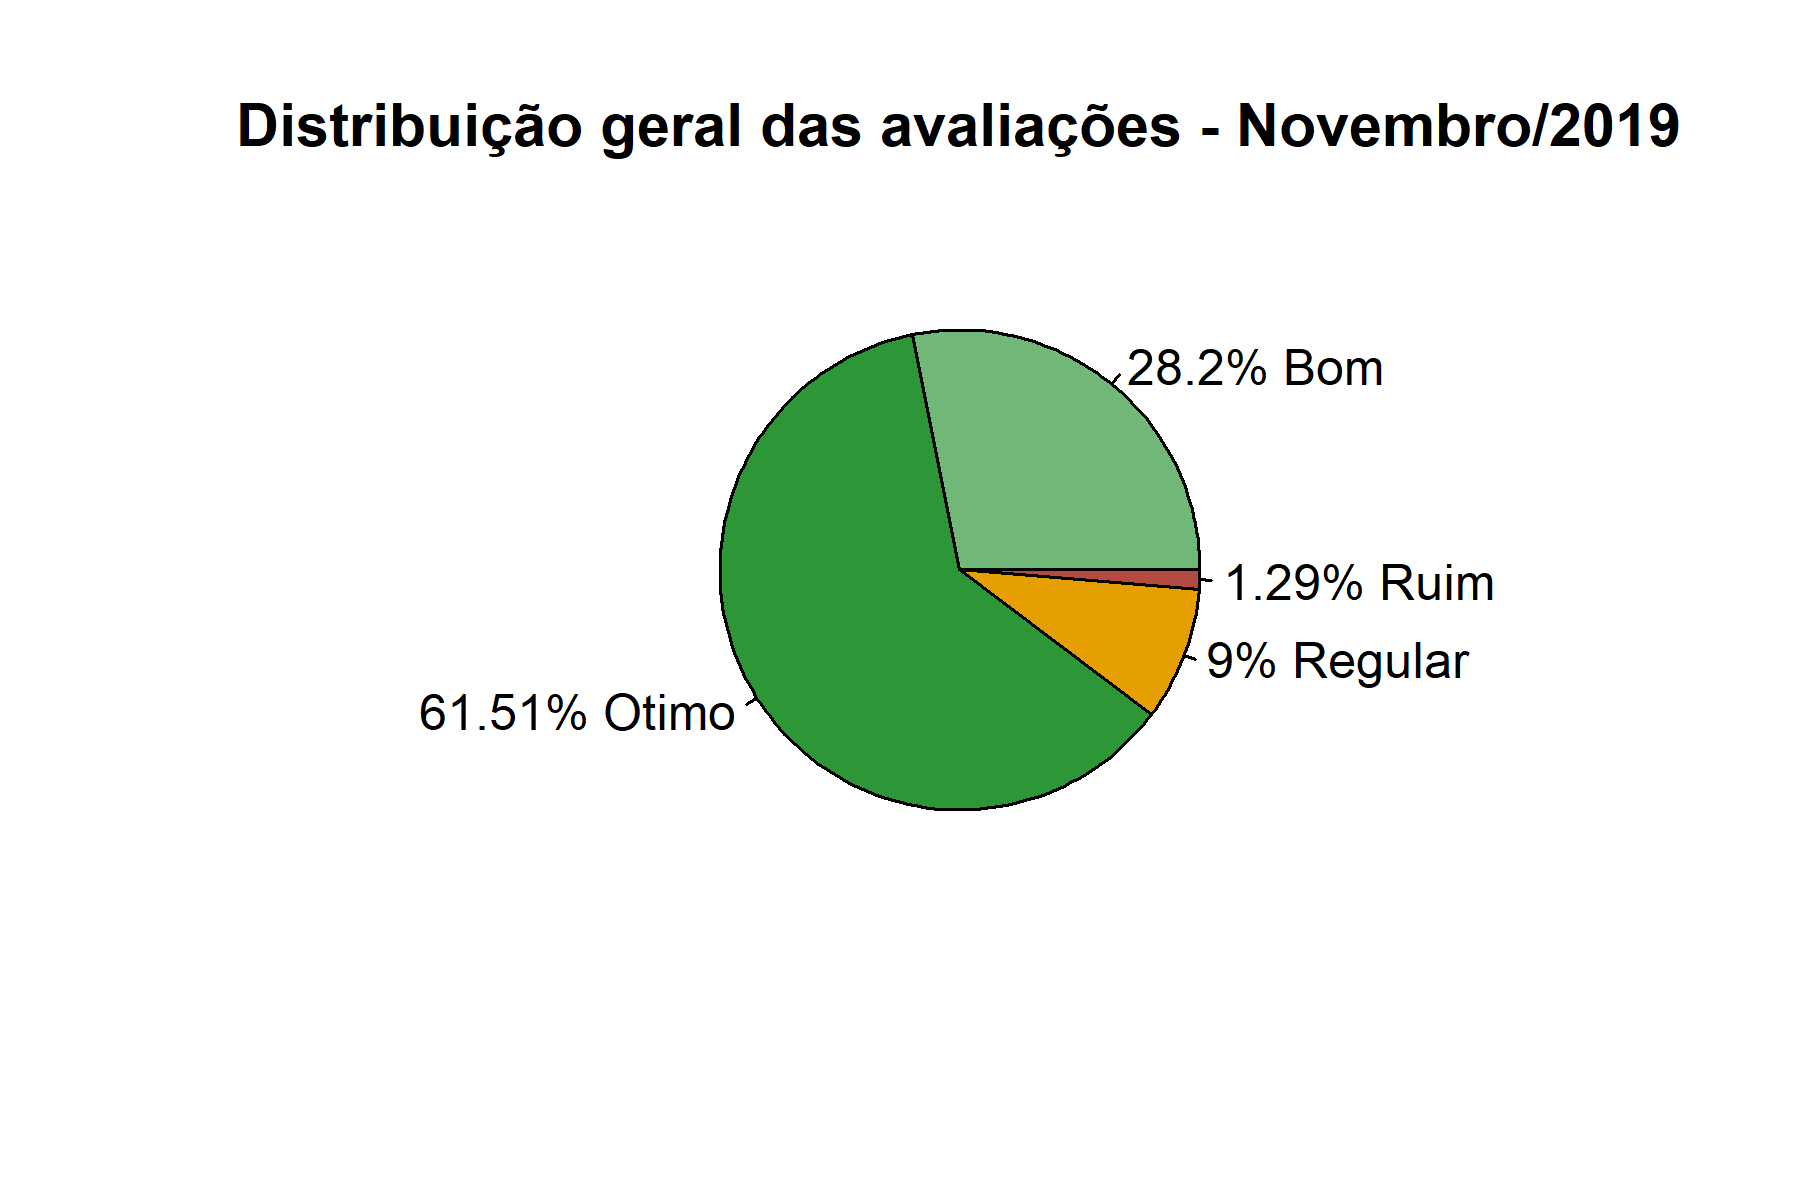 Distribuição geral das avaliações - Novembro/2019
28.2% Bom
1.29% Ruim
9% Regular
61.51% Otimo